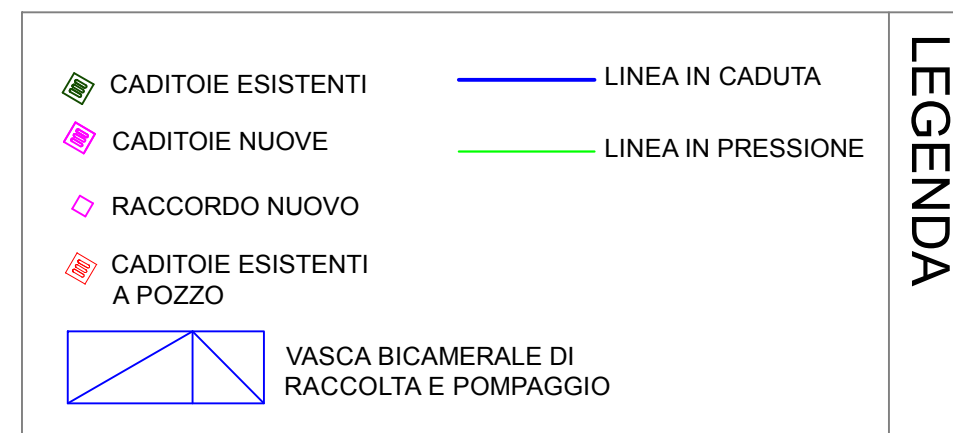 LEGENDA
CADITOIE ESISTENTI
CADITOIE NUOVE
RACCORDO NUOVO
CADITOIE ESISTENTI
A POZZO
VASCA BICAMERALE DI
RACCOLTA E POMPAGGIO
LINEA IN CADUTA
LINEA IN PRESSIONE